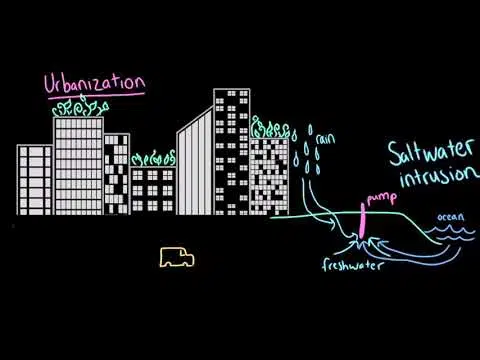 Urbanization
rain
Saltwater
intrusion
pump
ocean
freshwater